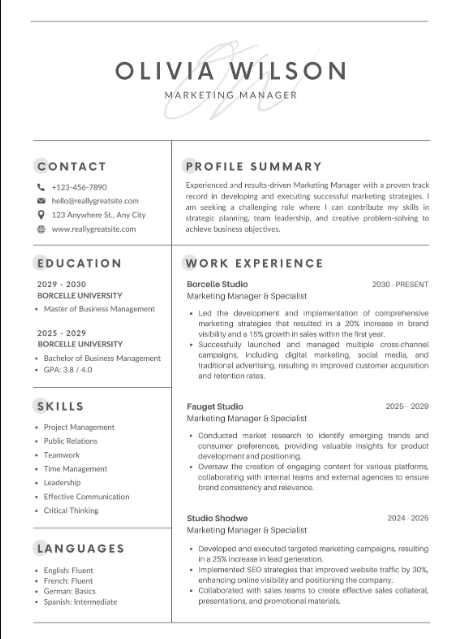 OLIVIA WILSON
MARKETING MANAGER
CONTACT
+123-456-7890
hello@reallygreatsite.com
123 Anywhere St., Any City
www.reallygreatsite.com
EDUCATION
2029 - 2030
BORCELLE UNIVERSITY
• Master of Business Management
2025 - 2029
BORCELLE UNIVERSITY
• Bachelor of Business Management
• GPA: 3.8 / 4.0
SKILLS
• Project Management
• Public Relations
• Teamwork
• Time Management
• Leadership
• Effective Communication
• Critical Thinking
LANGUAGES
• English: Fluent
• French: Fluent
• German: Basics
• Spanish: Intermediate
PROFILE SUMMARY
Experienced and results-driven Marketing Manager with a proven track
record in developing and executing successful marketing strategies. I
am seeking a challenging role where I can contribute my skills in
strategic planning, team leadership, and creative problem-solving to
achieve business objectives.
WORK EXPERIENCE
Borcelle Studio 2030 - PRESENT
Marketing Manager & Specialist
• Led the development and implementation of comprehensive
marketing strategies that resulted in a 20% increase in brand
visibility and a 15% growth in sales within the first year.
• Successfully launched and managed multiple cross-channel
campaigns, including digital marketing, social media, and
traditional advertising, resulting in improved customer acquisition
and retention rates.
Fauget Studio 2025 - 2029
Marketing Manager & Specialist
• Conducted market research to identify emerging trends and
consumer preferences, providing valuable insights for product
development and positioning.
• Oversaw the creation of engaging content for various platforms,
collaborating with internal teams and external agencies to ensure
brand consistency and relevance.
Studio Shodwe 2024 - 2025
Marketing Manager & Specialist
• Developed and executed targeted marketing campaigns, resulting
in a 25% increase in lead generation.
• Implemented SEO strategies that improved website traffic by 30%,
enhancing online visibility and positioning the company.
• Collaborated with sales teams to create effective sales collateral,
presentations, and promotional materials.